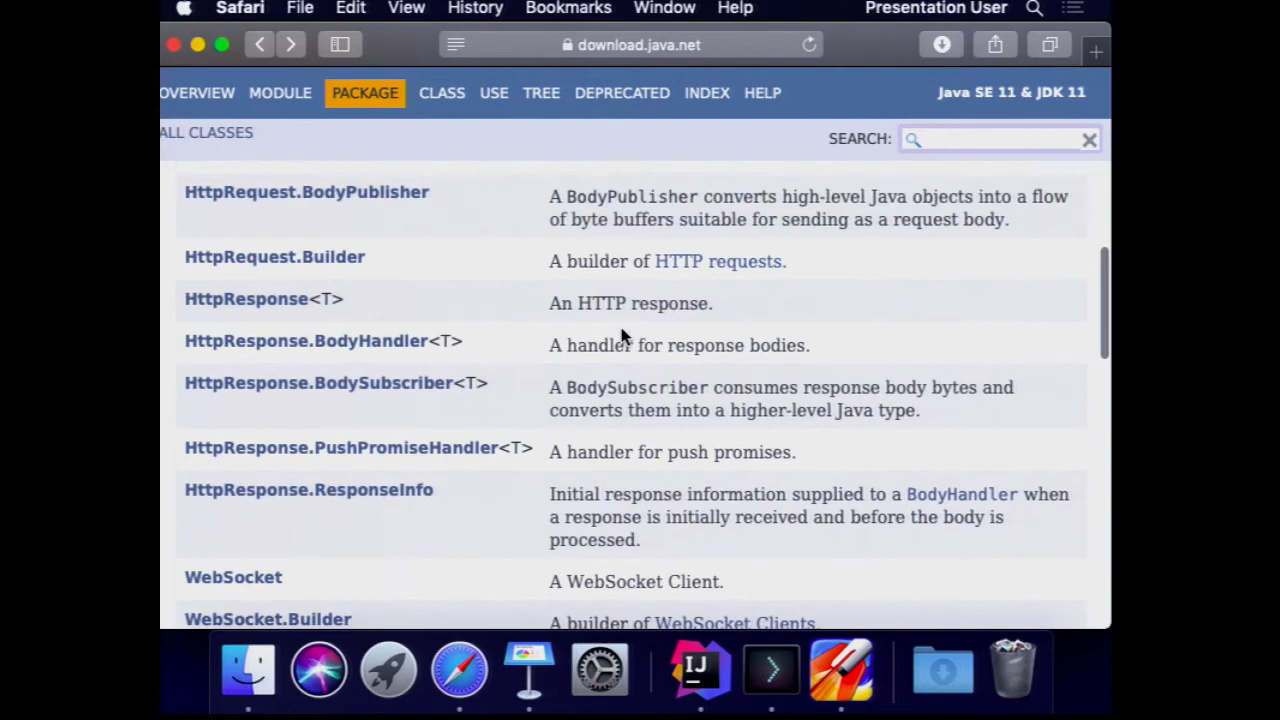 Safari File Edit View History Bookmarks Window Help Presentation User
download.java.net
OVERVIEW MODULE PACKAGE CLASS USE TREE DEPRECATED INDEX HELP Java SE 11 & JDK 11
ALL CLASSES SEARCH:
HttpRequest.BodyPublisher A BodyPublisher converts high-level Java objects into a flow
of byte buffers suitable for sending as a request body.
HttpRequest.Builder A builder of HTTP requests.
HttpResponse<T> An HTTP response.
HttpResponse.BodyHandler<T> A handler for response bodies.
HttpResponse.BodySubscriber<T> A BodySubscriber consumes response body bytes and
converts them into a higher-level Java type.
HttpResponse.PushPromiseHandler<T> A handler for push promises.
HttpResponse.ResponseInfo Initial response information supplied to a BodyHandler when
a response is initially received and before the body is
processed.
WebSocket A WebSocket Client.
WebSocket.Builder A builder of WebSocket Clients.
IJ